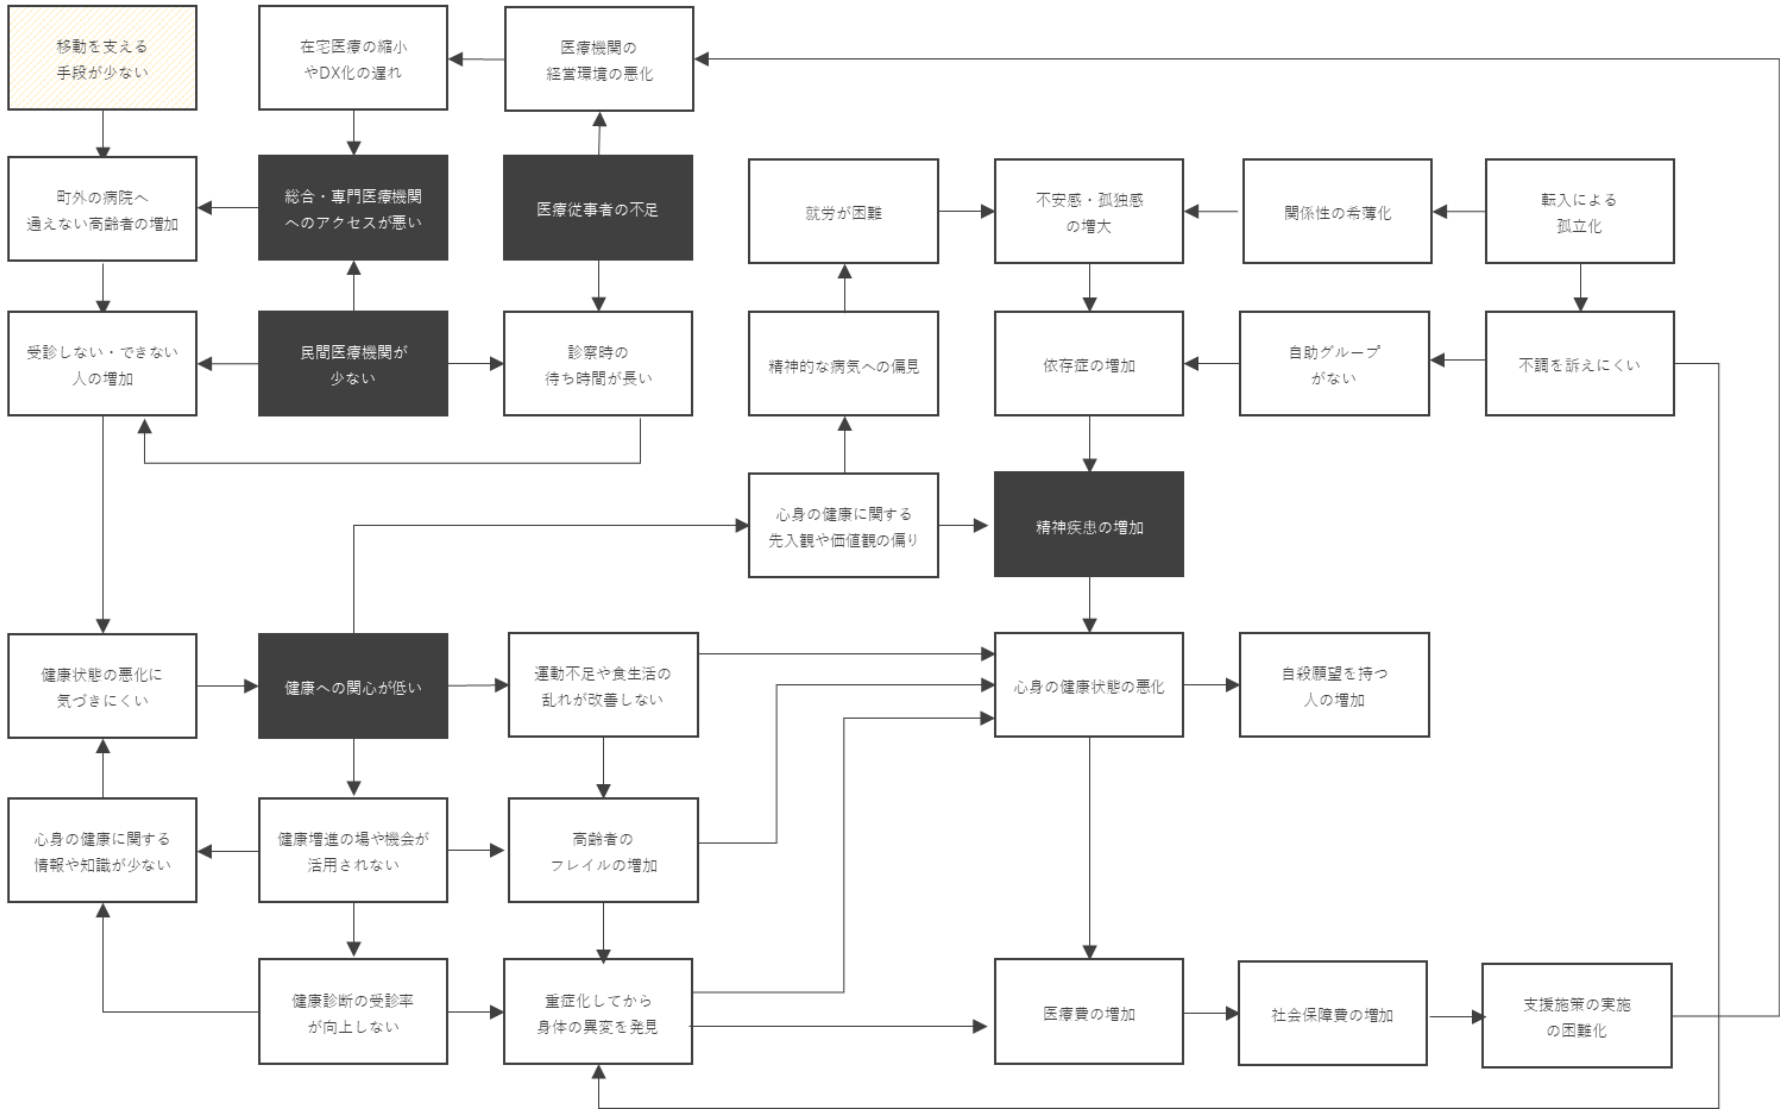 移動を支える
手段が少ない
在宅医療の縮小
やDX化の遅れ
医療機関の
経営環境の悪化
町外の病院へ
通えない高齢者の増加
総合・専門医療機関
へのアクセスが悪い
医療従事者の不足
就労が困難
不安感・孤独感
の増大
関係性の希薄化
転入による
孤立化
受診しない・できない
人の増加
民間医療機関が
少ない
診察時の
待ち時間が長い
精神的な病気への偏見
依存症の増加
自助グループ
がない
不調を訴えにくい
心身の健康に関する
先入観や価値観の偏り
精神疾患の増加
健康状態の悪化に
気づきにくい
健康への関心が低い
運動不足や食生活の
乱れが改善しない
心身の健康状態の悪化
自殺願望を持つ
人の増加
心身の健康に関する
情報や知識が少ない
健康増進の場や機会が
活用されない
高齢者の
フレイルの増加
健康診断の受診率
が向上しない
重症化してから
身体の異変を発見
医療費の増加
社会保障費の増加
支援施策の実施
の困難化